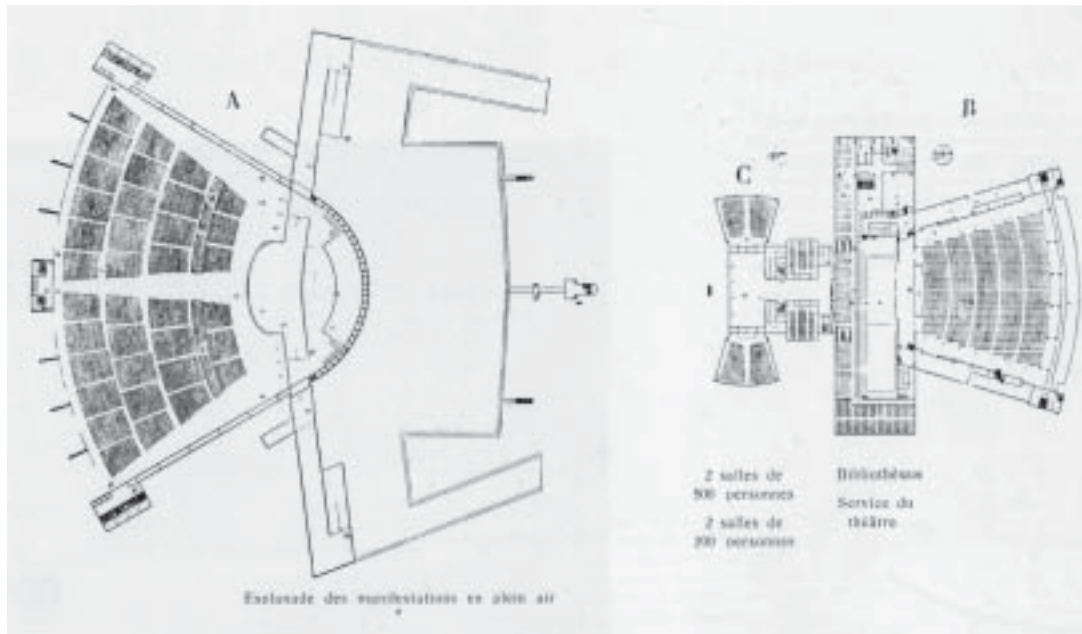 A
B
C
2 salles de
500 personnes
2 salles de
200 personnes
Bibliothèque
Service du
théâtre
Esplanade des manifestations en plein air